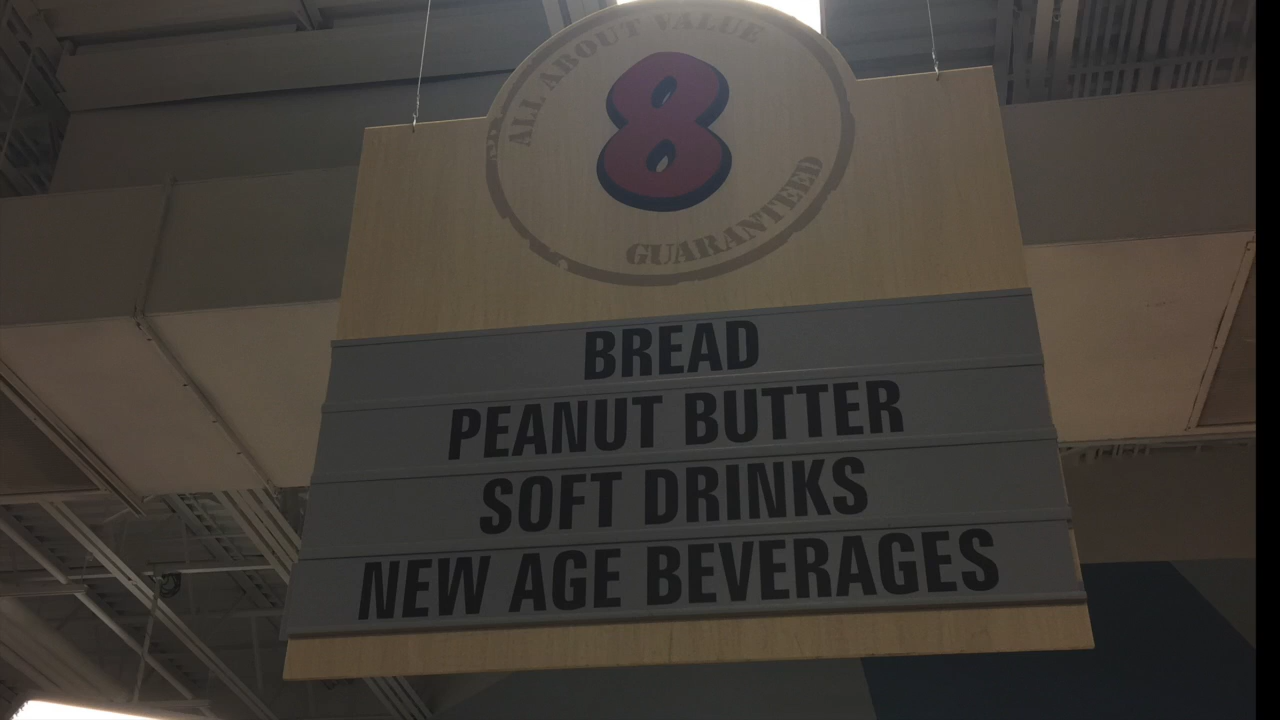 ALL ABOUT VALUE
8
GUARANTEED
BREAD
PEANUT BUTTER
SOFT DRINKS
NEW AGE BEVERAGES